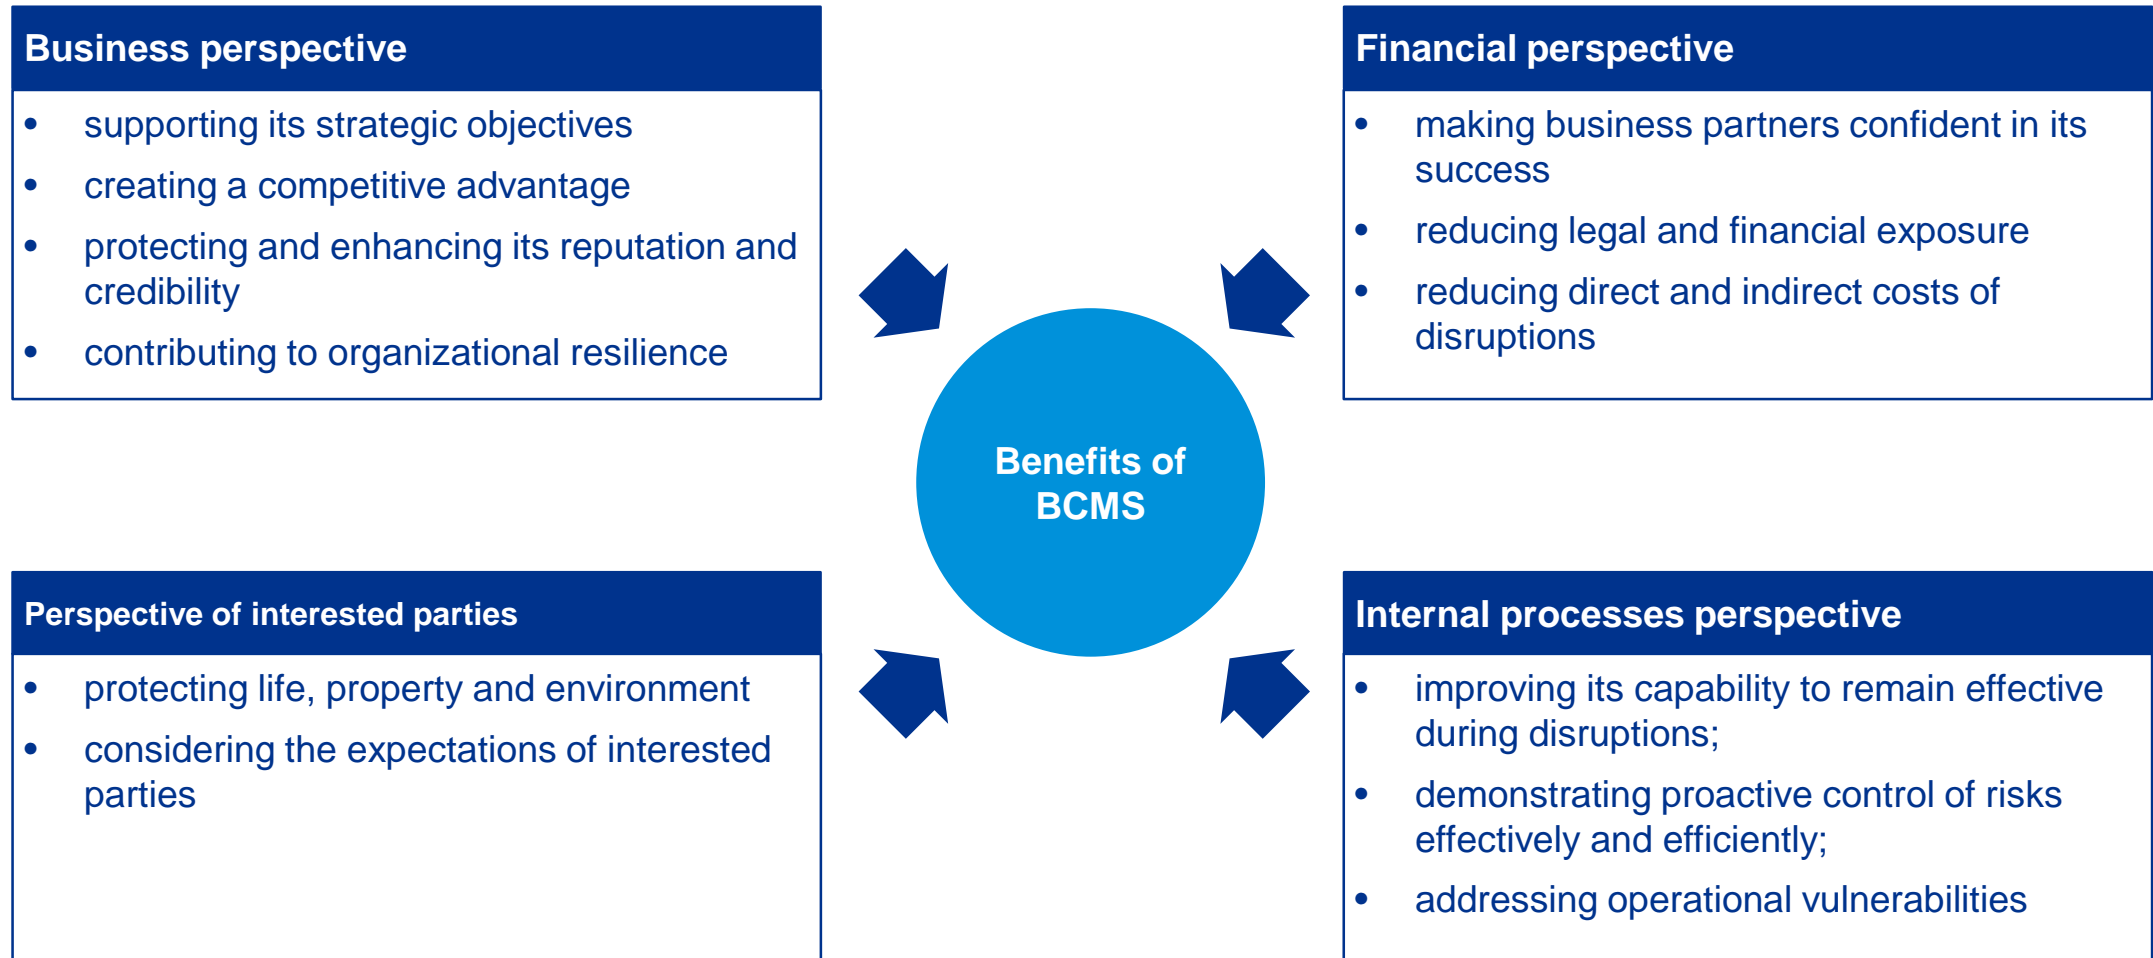 Business perspective
• supporting its strategic objectives
• creating a competitive advantage
• protecting and enhancing its reputation and
credibility
• contributing to organizational resilience
Financial perspective
• making business partners confident in its
success
• reducing legal and financial exposure
• reducing direct and indirect costs of
disruptions
Benefits of
BCMS
Perspective of interested parties
• protecting life, property and environment
• considering the expectations of interested
parties
Internal processes perspective
• improving its capability to remain effective
during disruptions;
• demonstrating proactive control of risks
effectively and efficiently;
• addressing operational vulnerabilities